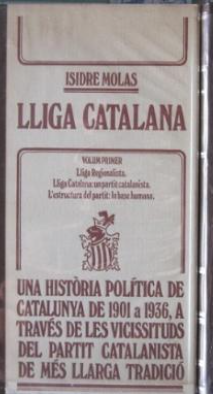 ISIDRE MOLAS
LLIGA CATALANA
VOLUM PRIMER
Lliga Regionalista.
Lliga Catalana: un partit catalanista.
L'estructura del partit: la base humana.
UNA HISTÒRIA POLÍTICA DE
CATALUNYA DE 1901 a 1936, A
TRAVÉS DE LES VICISSITUDS
DEL PARTIT CATALANISTA
DE MÉS LLARGA TRADICIÓ